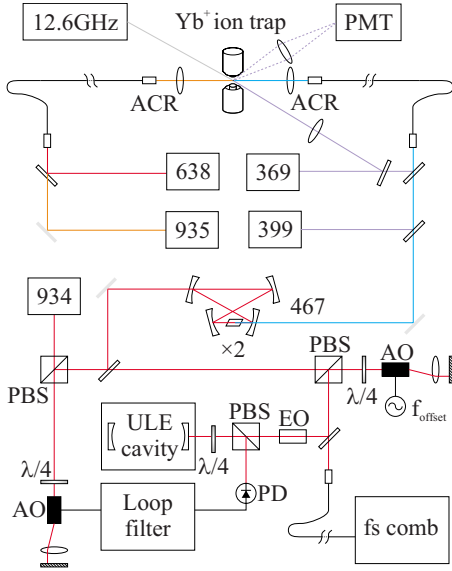 12.6GHz
Yb+ ion trap
PMT
ACR
ACR
638
369
935
399
934
467
×2
PBS
PBS
AO
λ/4
f_offset
ULE
cavity
PBS
EO
λ/4
λ/4
AO
Loop
filter
PD
fs comb